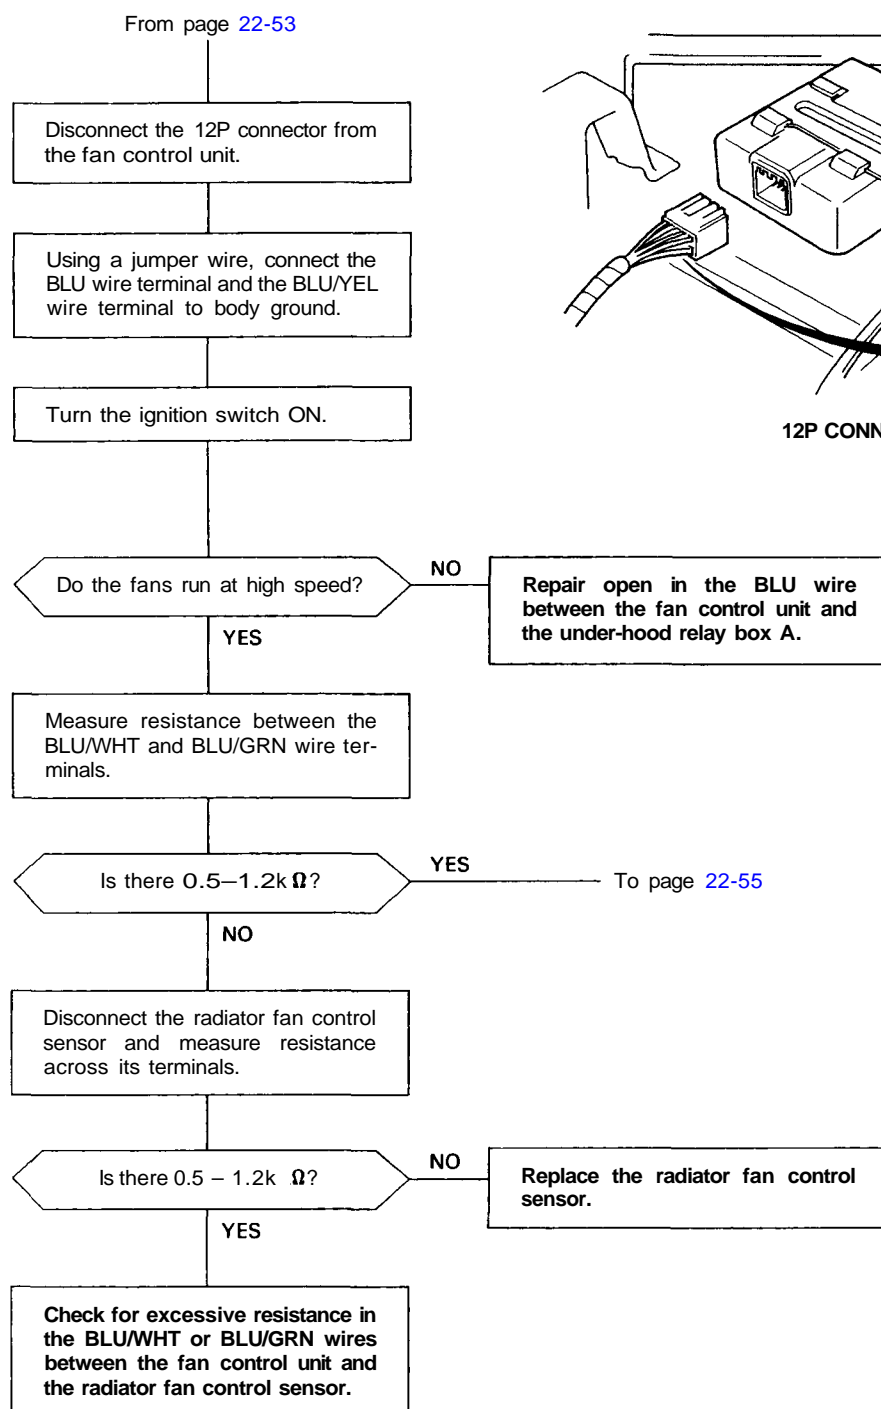 From page 22-53
Disconnect the 12P connector from
the fan control unit.
Using a jumper wire, connect the
BLU wire terminal and the BLU/YEL
wire terminal to body ground.
Turn the ignition switch ON.
12P CONN
Do the fans run at high speed?
NO
Repair open in the BLU wire
between the fan control unit and
the under-hood relay box A.
YES
Measure resistance between the
BLU/WHT and BLU/GRN wire ter-
minals.
Is there 0.5–1.2k Ω?
YES
To page 22-55
NO
Disconnect the radiator fan control
sensor and measure resistance
across its terminals.
Is there 0.5 – 1.2k Ω?
NO
Replace the radiator fan control
sensor.
YES
Check for excessive resistance in
the BLU/WHT or BLU/GRN wires
between the fan control unit and
the radiator fan control sensor.